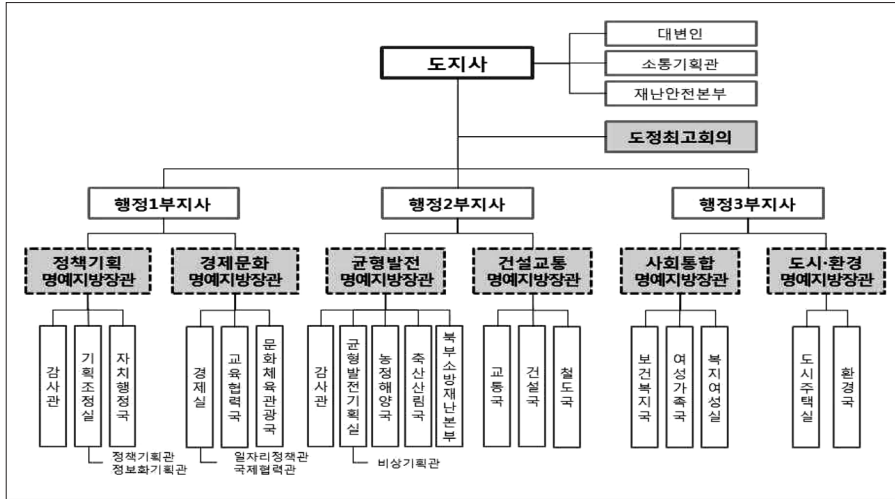 대변인
도지사
소통기획관
재난안전본부
도정최고회의
행정1부지사
행정2부지사
행정3부지사
정책기획
명예지방장관
경제문화
명예지방장관
균형발전
명예지방장관
건설교통
명예지방장관
사회통합
명예지방장관
도시·환경
명예지방장관
감사관
기획조정실
자치행정국
경제실
교육협력국
문화체육관광국
감사관
균형발전기획실
농정해양국
축산산림국
북부소방재난본부
교통국
건설국
철도국
보건복지국
여성가족국
복지여성실
도시주택실
환경국
정책기획관
정보화기획관
일자리정책관
국제협력관
비상기획관